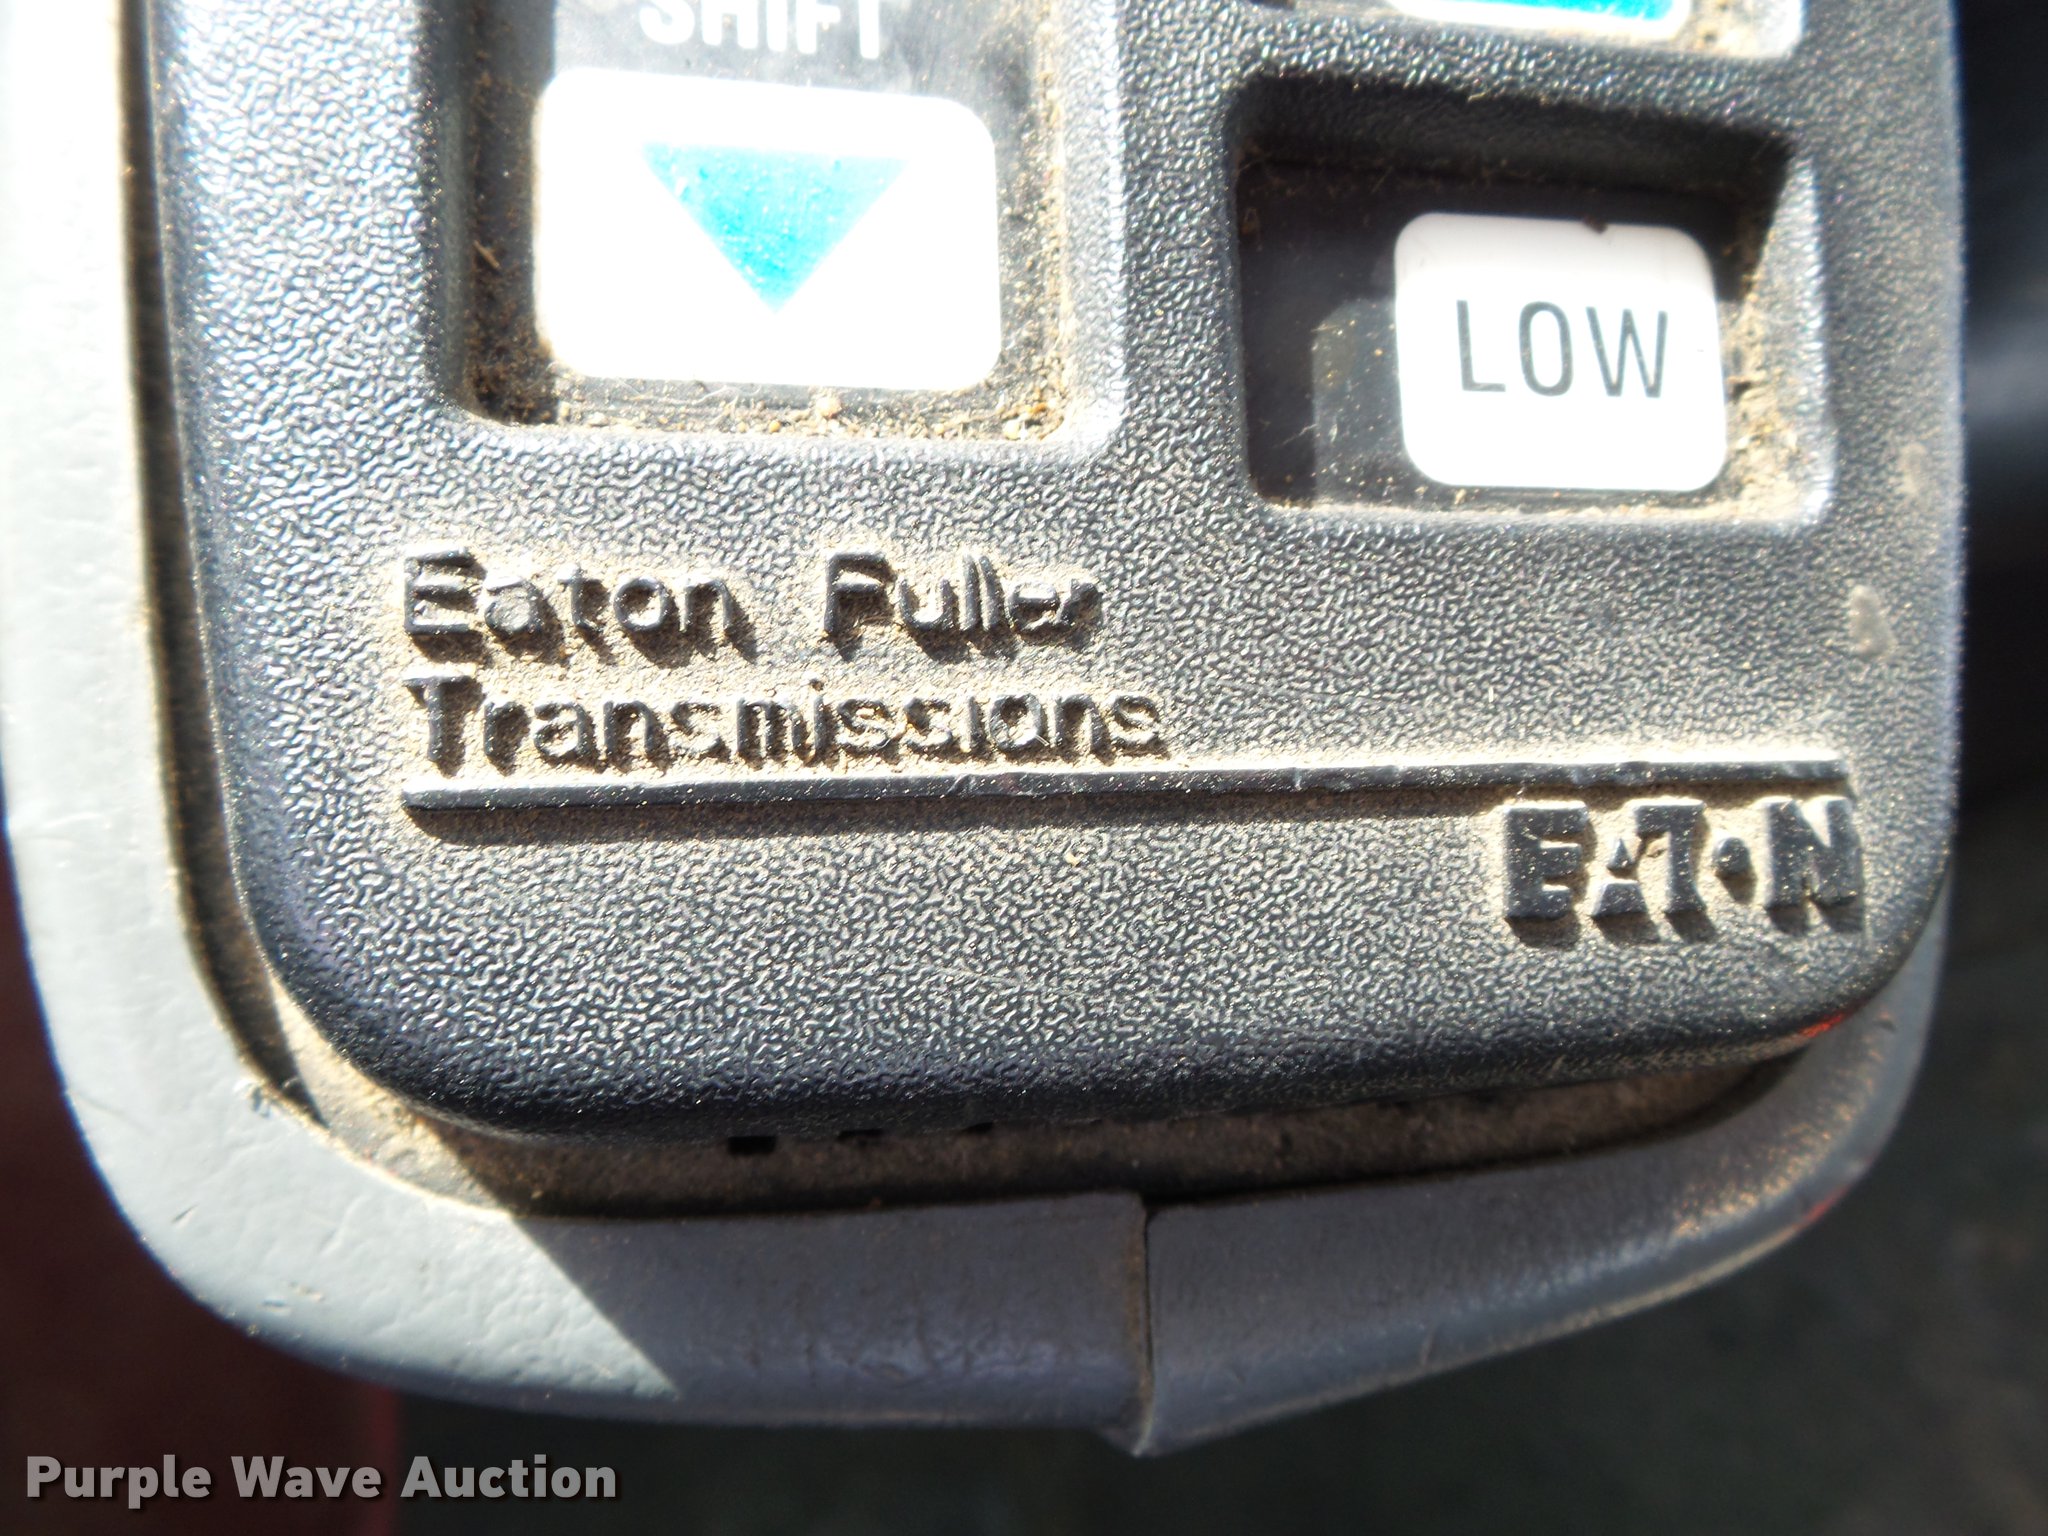 SHIFT
LOW
Eaton Fuller
Transmissions
EATON
Purple Wave Auction